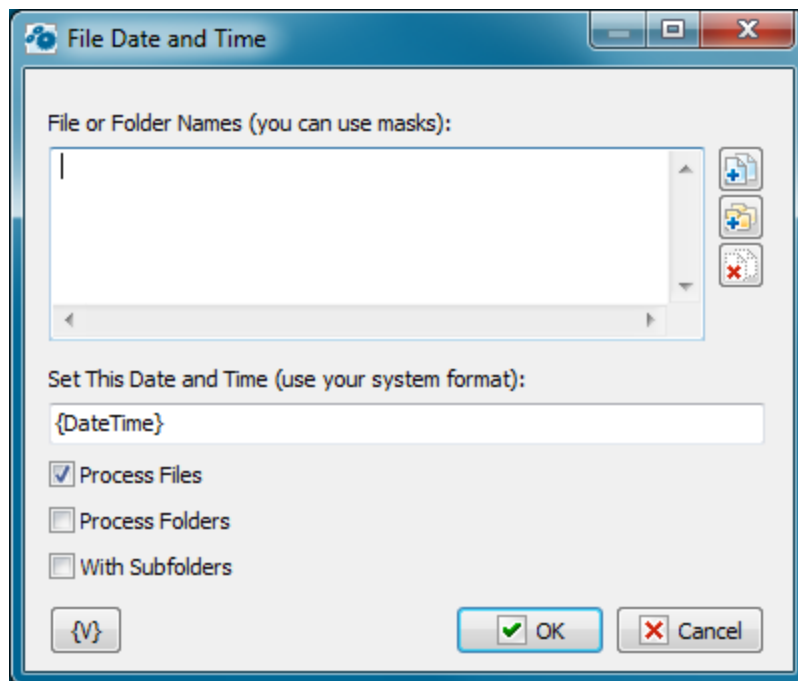 File Date and Time
File or Folder Names (you can use masks):
Set This Date and Time (use your system format):
{DateTime}
Process Files
Process Folders
With Subfolders
{V} OK Cancel